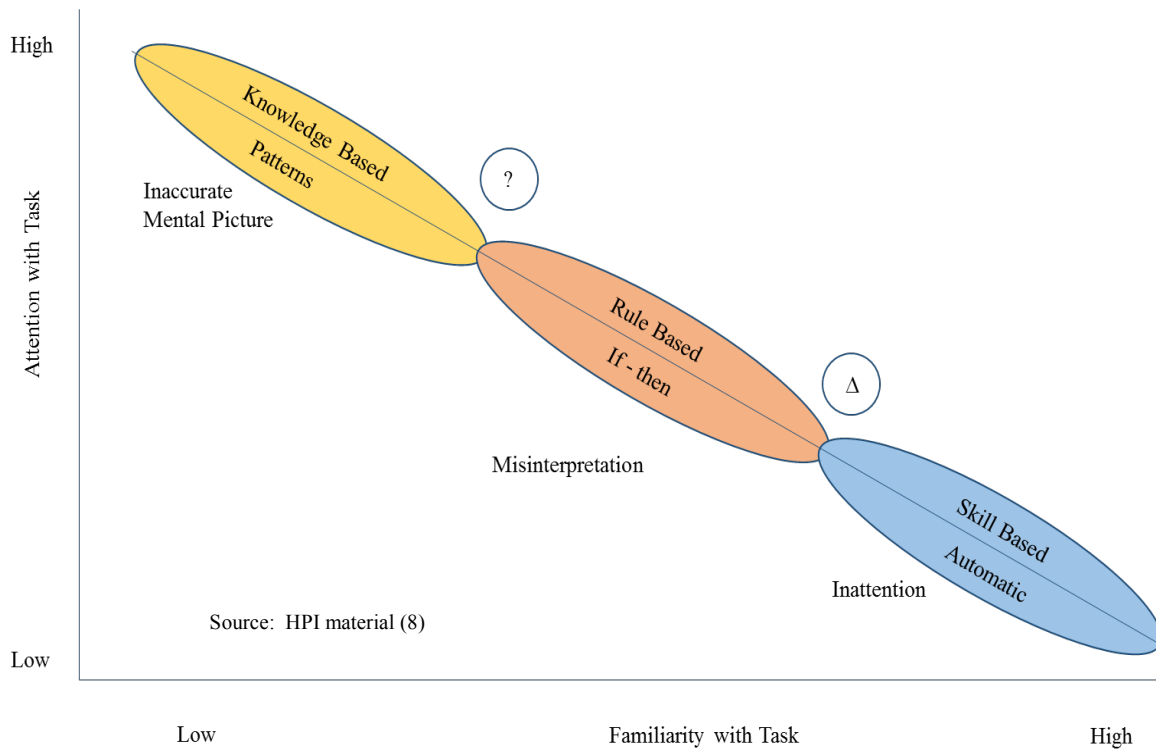 High
Knowledge Based
Patterns
?
Inaccurate
Mental Picture
Attention with Task
Rule Based
If - then
Δ
Misinterpretation
Skill Based
Automatic
Inattention
Source: HPI material (8)
Low
Low
Familiarity with Task
High